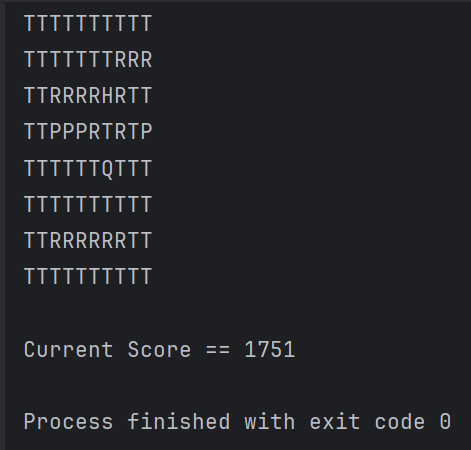 TTTTTTTTTT
TTTTTTTRRR
TTRRRRHRTT
TTPPPRTRTP
TTTTTTQTTT
TTTTTTTTTT
TTRRRRRRTT
TTTTTTTTTT
Current Score == 1751
Process finished with exit code 0